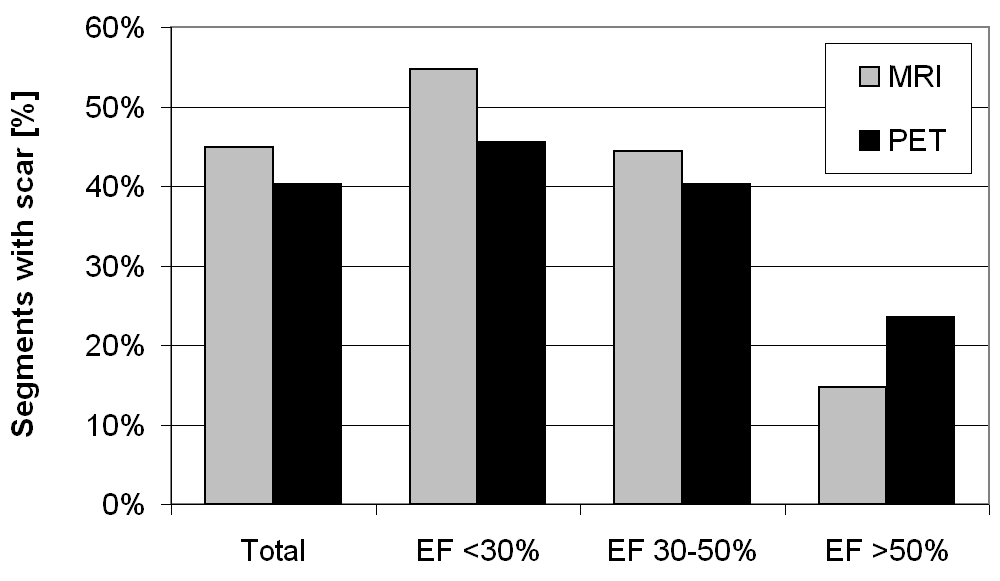 Segments with scar [%]
60%
50%
40%
30%
20%
10%
0%
MRI
PET
Total
EF <30%
EF 30-50%
EF >50%